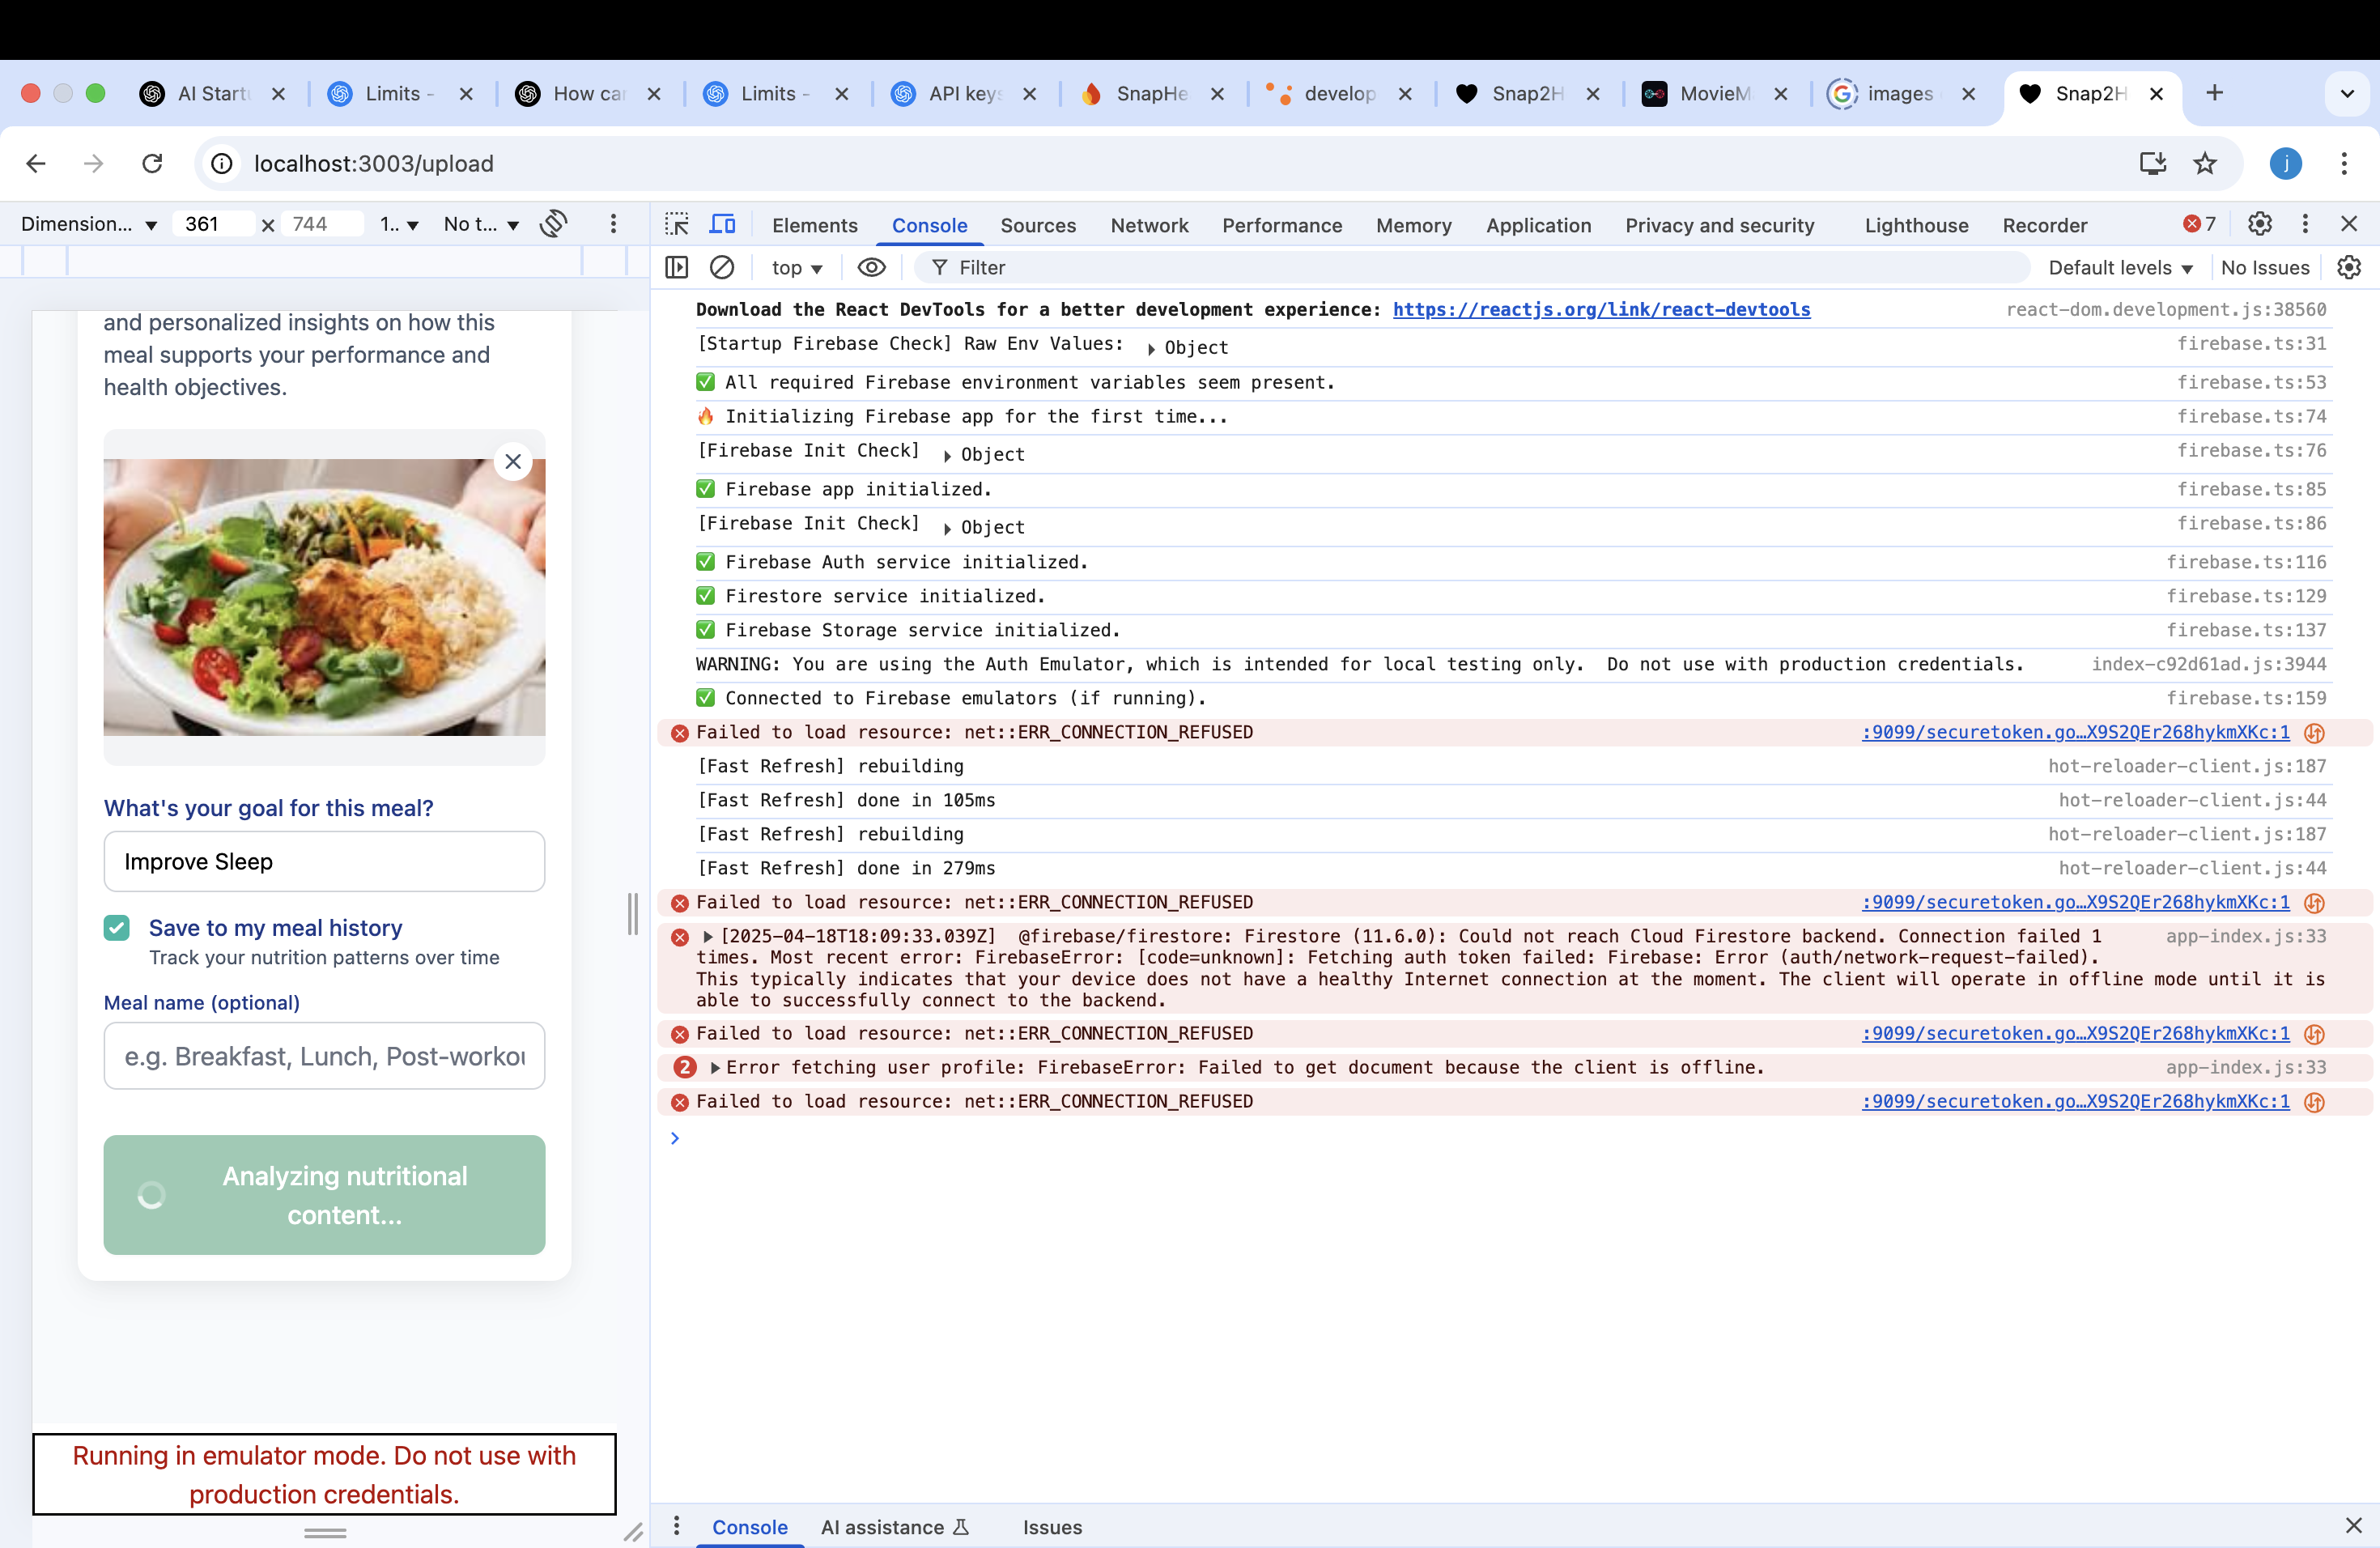 AI Start
Limits -
How car
Limits -
API keys
SnapHe
develop
Snap2H
MovieM
images
Snap2H
localhost:3003/upload
j
Dimension...
361
×
744
1..
No t...
Elements
Console
Sources
Network
Performance
Memory
Application
Privacy and security
Lighthouse
Recorder
7
top
Filter
Default levels
No Issues
and personalized insights on how this
meal supports your performance and
health objectives.
What's your goal for this meal?
Improve Sleep
Save to my meal history
Track your nutrition patterns over time
Meal name (optional)
e.g. Breakfast, Lunch, Post-workou
Analyzing nutritional
content...
Running in emulator mode. Do not use with
production credentials.
Download the React DevTools for a better development experience: https://reactjs.org/link/react-devtools react-dom.development.js:38560
[Startup Firebase Check] Raw Env Values: ▶ Object firebase.ts:31
✅ All required Firebase environment variables seem present. firebase.ts:53
🔥 Initializing Firebase app for the first time... firebase.ts:74
[Firebase Init Check] ▶ Object firebase.ts:76
✅ Firebase app initialized. firebase.ts:85
[Firebase Init Check] ▶ Object firebase.ts:86
✅ Firebase Auth service initialized. firebase.ts:116
✅ Firestore service initialized. firebase.ts:129
✅ Firebase Storage service initialized. firebase.ts:137
WARNING: You are using the Auth Emulator, which is intended for local testing only.  Do not use with production credentials. index-c92d61ad.js:3944
✅ Connected to Firebase emulators (if running). firebase.ts:159
Failed to load resource: net::ERR_CONNECTION_REFUSED :9099/securetoken.go…X9S2QEr268hykmXKc:1
[Fast Refresh] rebuilding hot-reloader-client.js:187
[Fast Refresh] done in 105ms hot-reloader-client.js:44
[Fast Refresh] rebuilding hot-reloader-client.js:187
[Fast Refresh] done in 279ms hot-reloader-client.js:44
Failed to load resource: net::ERR_CONNECTION_REFUSED :9099/securetoken.go…X9S2QEr268hykmXKc:1
▶ [2025-04-18T18:09:33.039Z]  @firebase/firestore: Firestore (11.6.0): Could not reach Cloud Firestore backend. Connection failed 1 app-index.js:33
times. Most recent error: FirebaseError: [code=unknown]: Fetching auth token failed: Firebase: Error (auth/network-request-failed).
This typically indicates that your device does not have a healthy Internet connection at the moment. The client will operate in offline mode until it is
able to successfully connect to the backend.
Failed to load resource: net::ERR_CONNECTION_REFUSED :9099/securetoken.go…X9S2QEr268hykmXKc:1
2 ▶ Error fetching user profile: FirebaseError: Failed to get document because the client is offline. app-index.js:33
Failed to load resource: net::ERR_CONNECTION_REFUSED :9099/securetoken.go…X9S2QEr268hykmXKc:1
Console
AI assistance
Issues